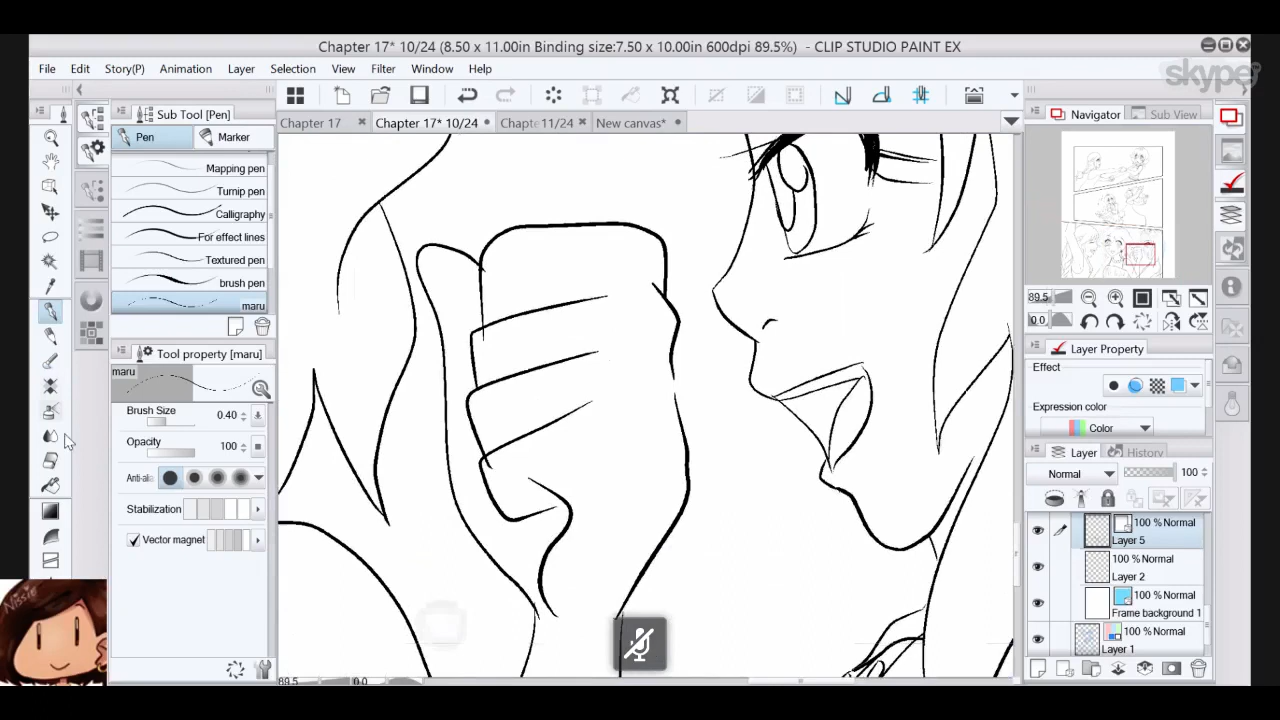 Chapter 17* 10/24 (8.50 x 11.00in Binding size:7.50 x 10.00in 600dpi 89.5%) - CLIP STUDIO PAINT EX
File Edit Story(P) Animation Layer Selection View Filter Window Help
skype
Sub Tool [Pen]
Pen Marker
Mapping pen
Turnip pen
Calligraphy
For effect lines
Textured pen
brush pen
maru
Tool property [maru]
maru
Brush Size 0.40
Opacity 100
Anti-ali
Stabilization
Vector magnet
Chapter 17 Chapter 17* 10/24 Chapte 11/24 New canvas*
89.5 0.0
Navigator Sub View
89.5
0.0
Layer Property
Effect
Expression color
Color
Layer History
Normal 100
100 % Normal
Layer 5
100 % Normal
Layer 2
100 % Normal
Frame background 1
100 % Normal
Layer 1
Nissie